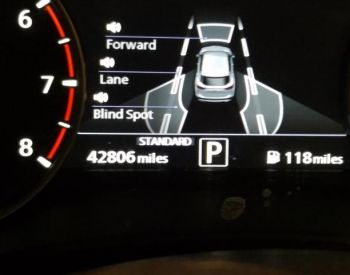 6
Forward
Lane
7
Blind Spot
STANDARD
8
42806 miles
P
118 miles